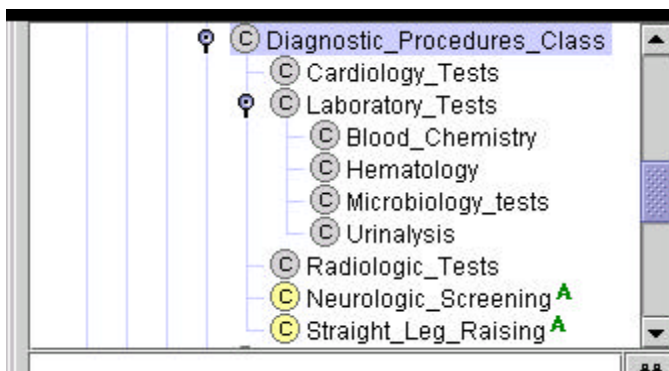 C Diagnostic_Procedures_Class
C Cardiology_Tests
C Laboratory_Tests
C Blood_Chemistry
C Hematology
C Microbiology_tests
C Urinalysis
C Radiologic_Tests
C Neurologic_Screening A
C Straight_Leg_Raising A